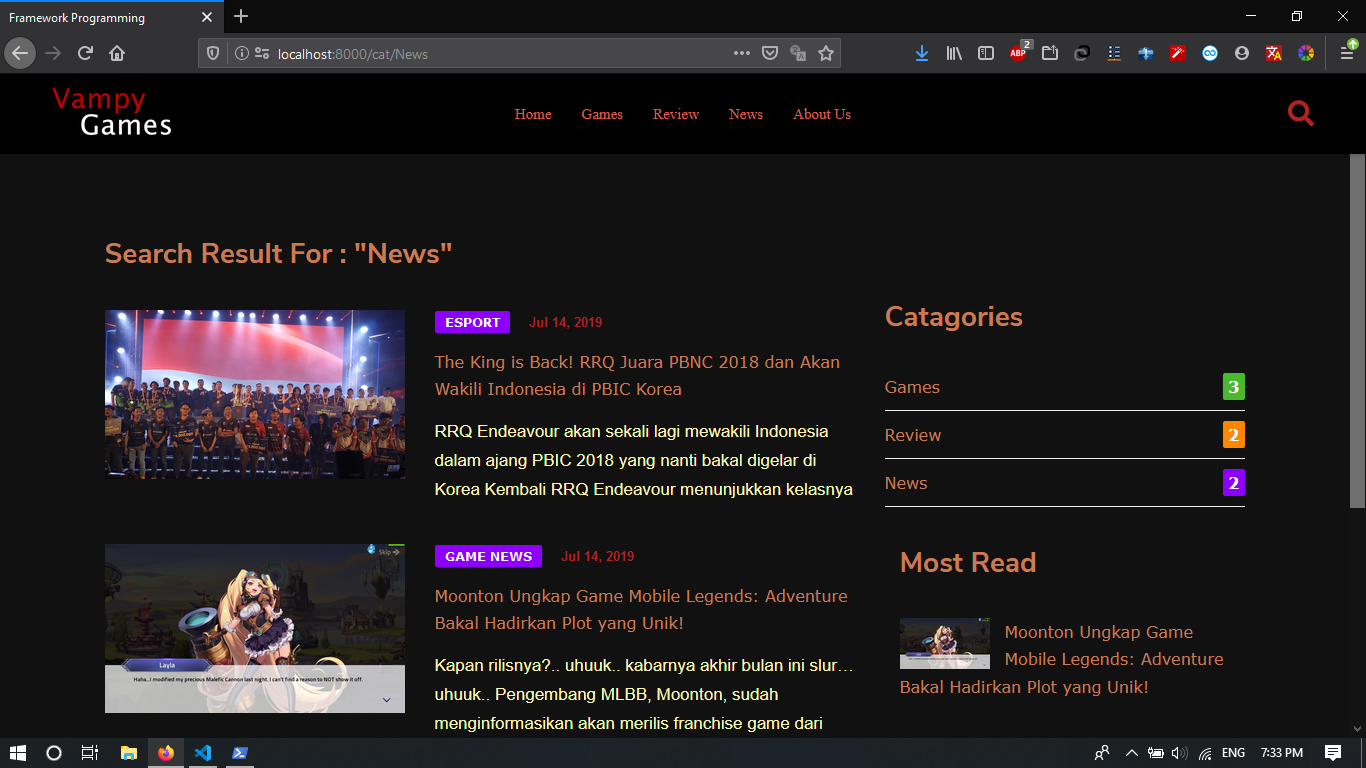 Framework Programming
localhost:8000/cat/News
ABP
2
Vampy
Games
Home
Games
Review
News
About Us
Search Result For : "News"
ESPORT
Jul 14, 2019
The King is Back! RRQ Juara PBNC 2018 dan Akan
Wakili Indonesia di PBIC Korea
RRQ Endeavour akan sekali lagi mewakili Indonesia
dalam ajang PBIC 2018 yang nanti bakal digelar di
Korea Kembali RRQ Endeavour menunjukkan kelasnya
Skip
Layla
Haha...I modified my precious Malefic Cannon last night. I can't find a reason to NOT show it off.
GAME NEWS
Jul 14, 2019
Moonton Ungkap Game Mobile Legends: Adventure
Bakal Hadirkan Plot yang Unik!
Kapan rilisnya?.. uhuuk.. kabarnya akhir bulan ini slur…
uhuuk.. Pengembang MLBB, Moonton, sudah
menginformasikan akan merilis franchise game dari
Catagories
Games
3
Review
2
News
2
Most Read
Moonton Ungkap Game
Mobile Legends: Adventure
Bakal Hadirkan Plot yang Unik!
ENG
7:33 PM